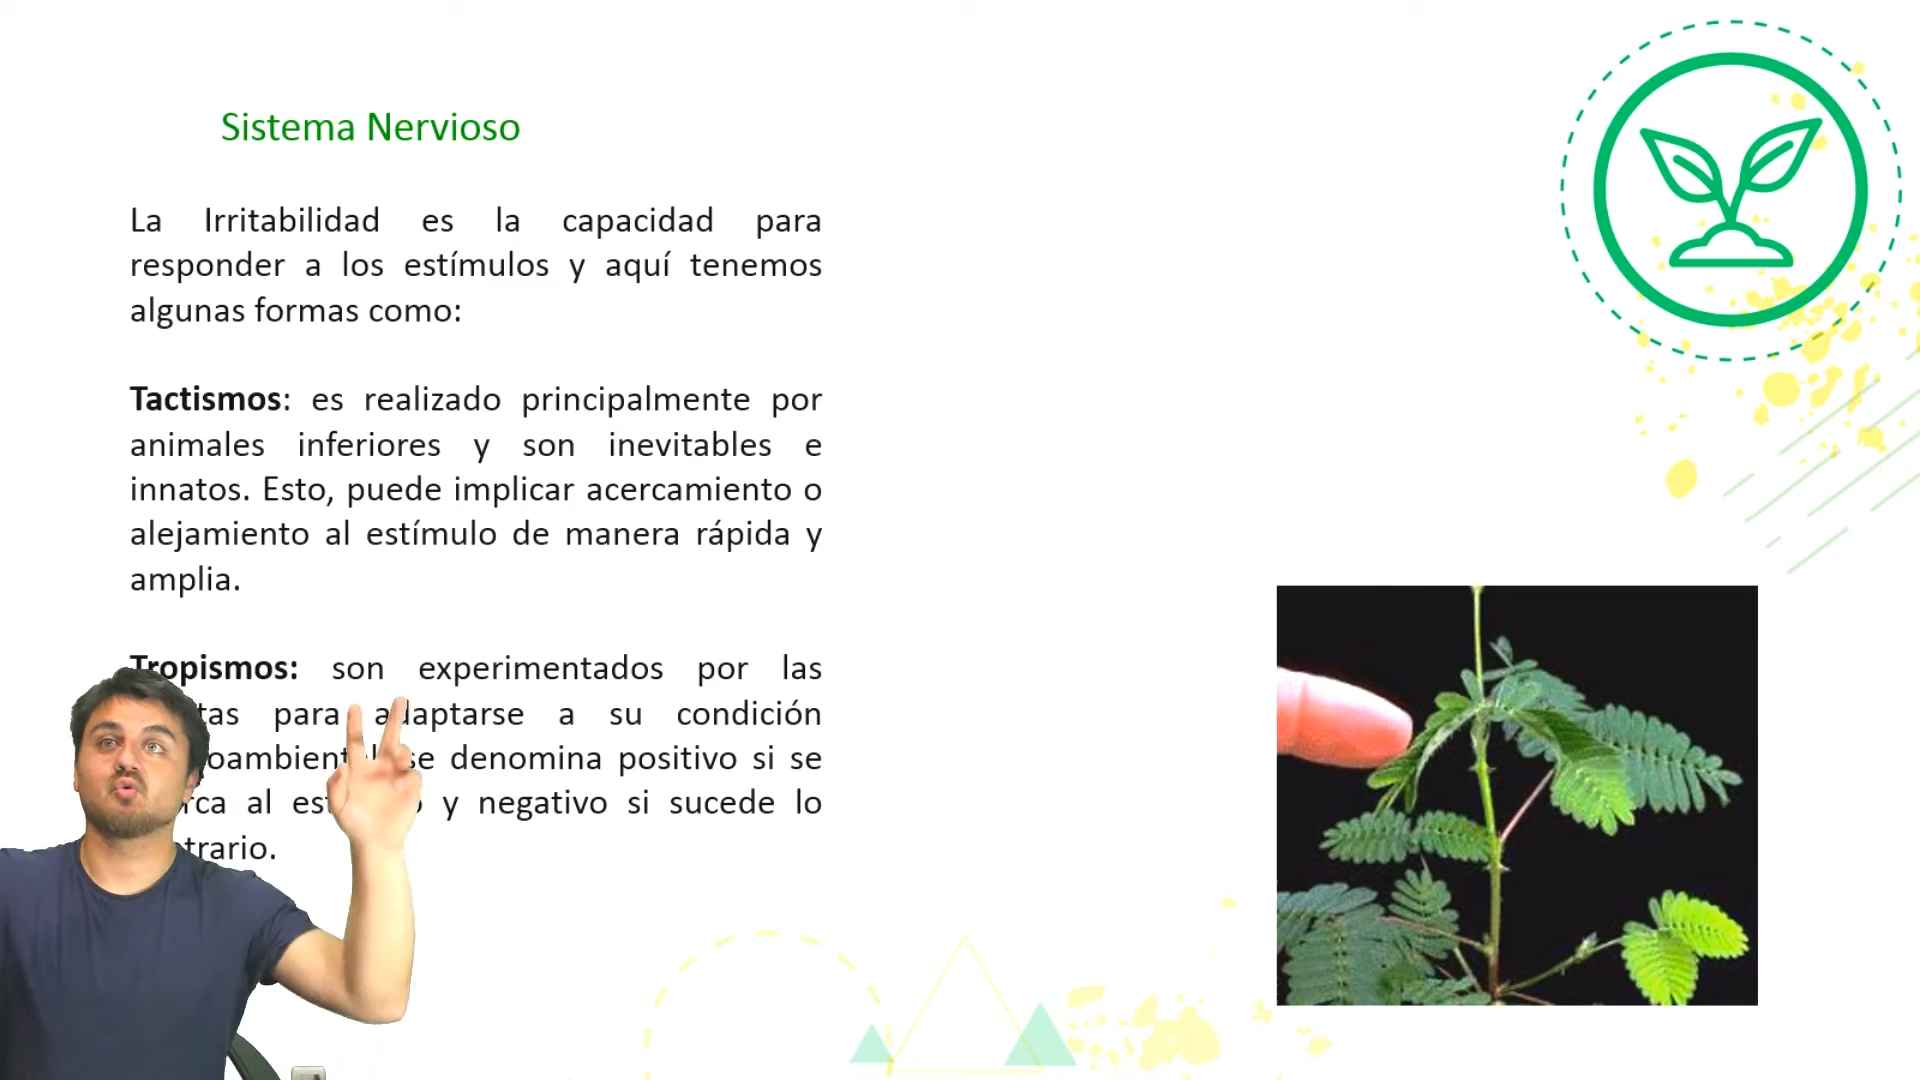 Sistema Nervioso
La Irritabilidad es la capacidad para
responder a los estímulos y aquí tenemos
algunas formas como:
Tactismos: es realizado principalmente por
animales inferiores y son inevitables e
innatos. Esto, puede implicar acercamiento o
alejamiento al estímulo de manera rápida y
amplia.
Tropismos: son experimentados por las
para adaptarse a su condición
se denomina positivo si se
al y negativo si sucede lo